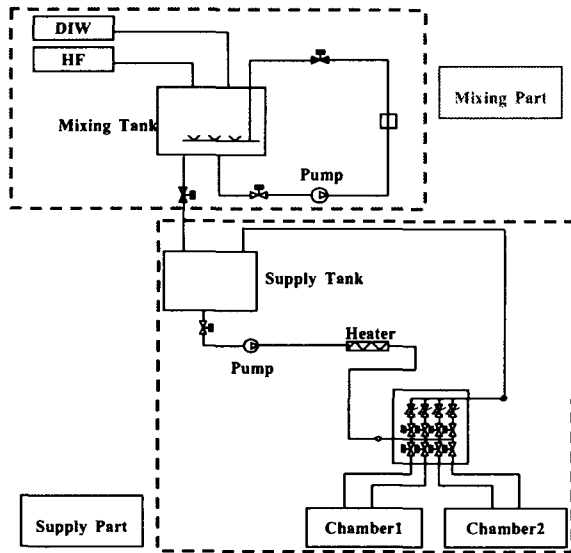 DIW
HF
Mixing Part
Mixing Tank
Pump
Supply Tank
Heater
Pump
Supply Part
Chamber1
Chamber2